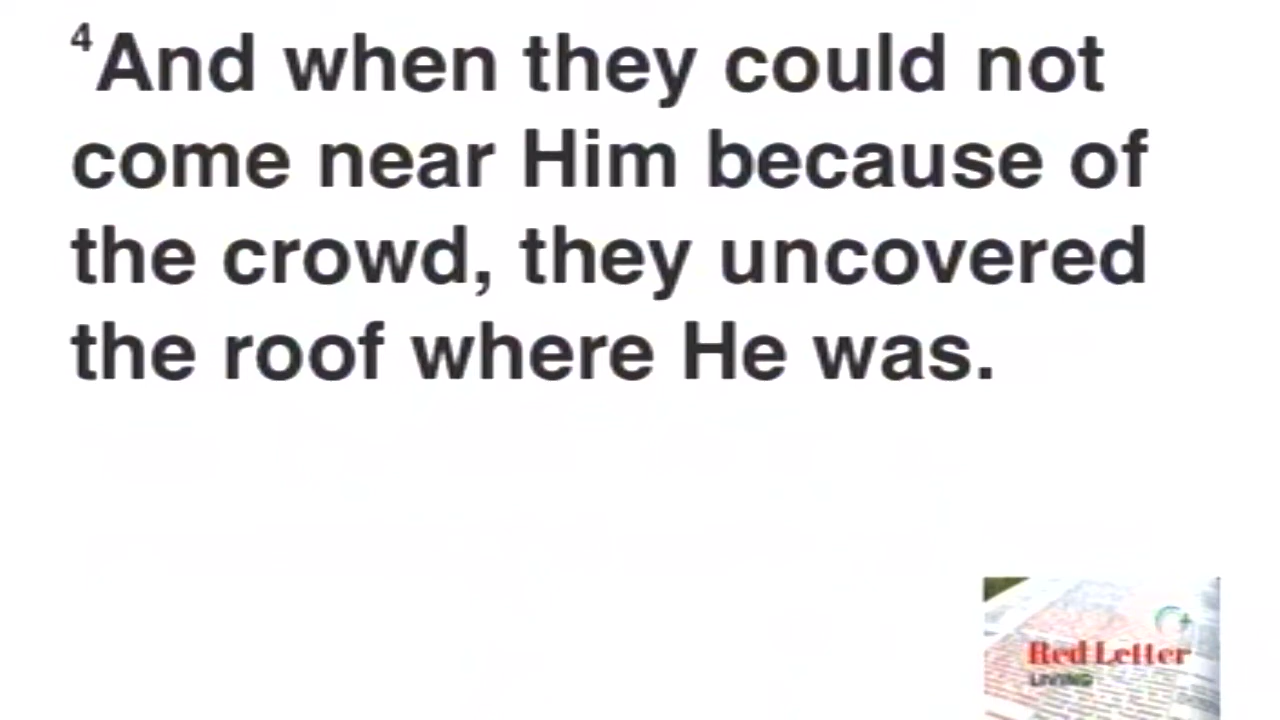 4And when they could not
come near Him because of
the crowd, they uncovered
the roof where He was.
Red Letter
LIVING